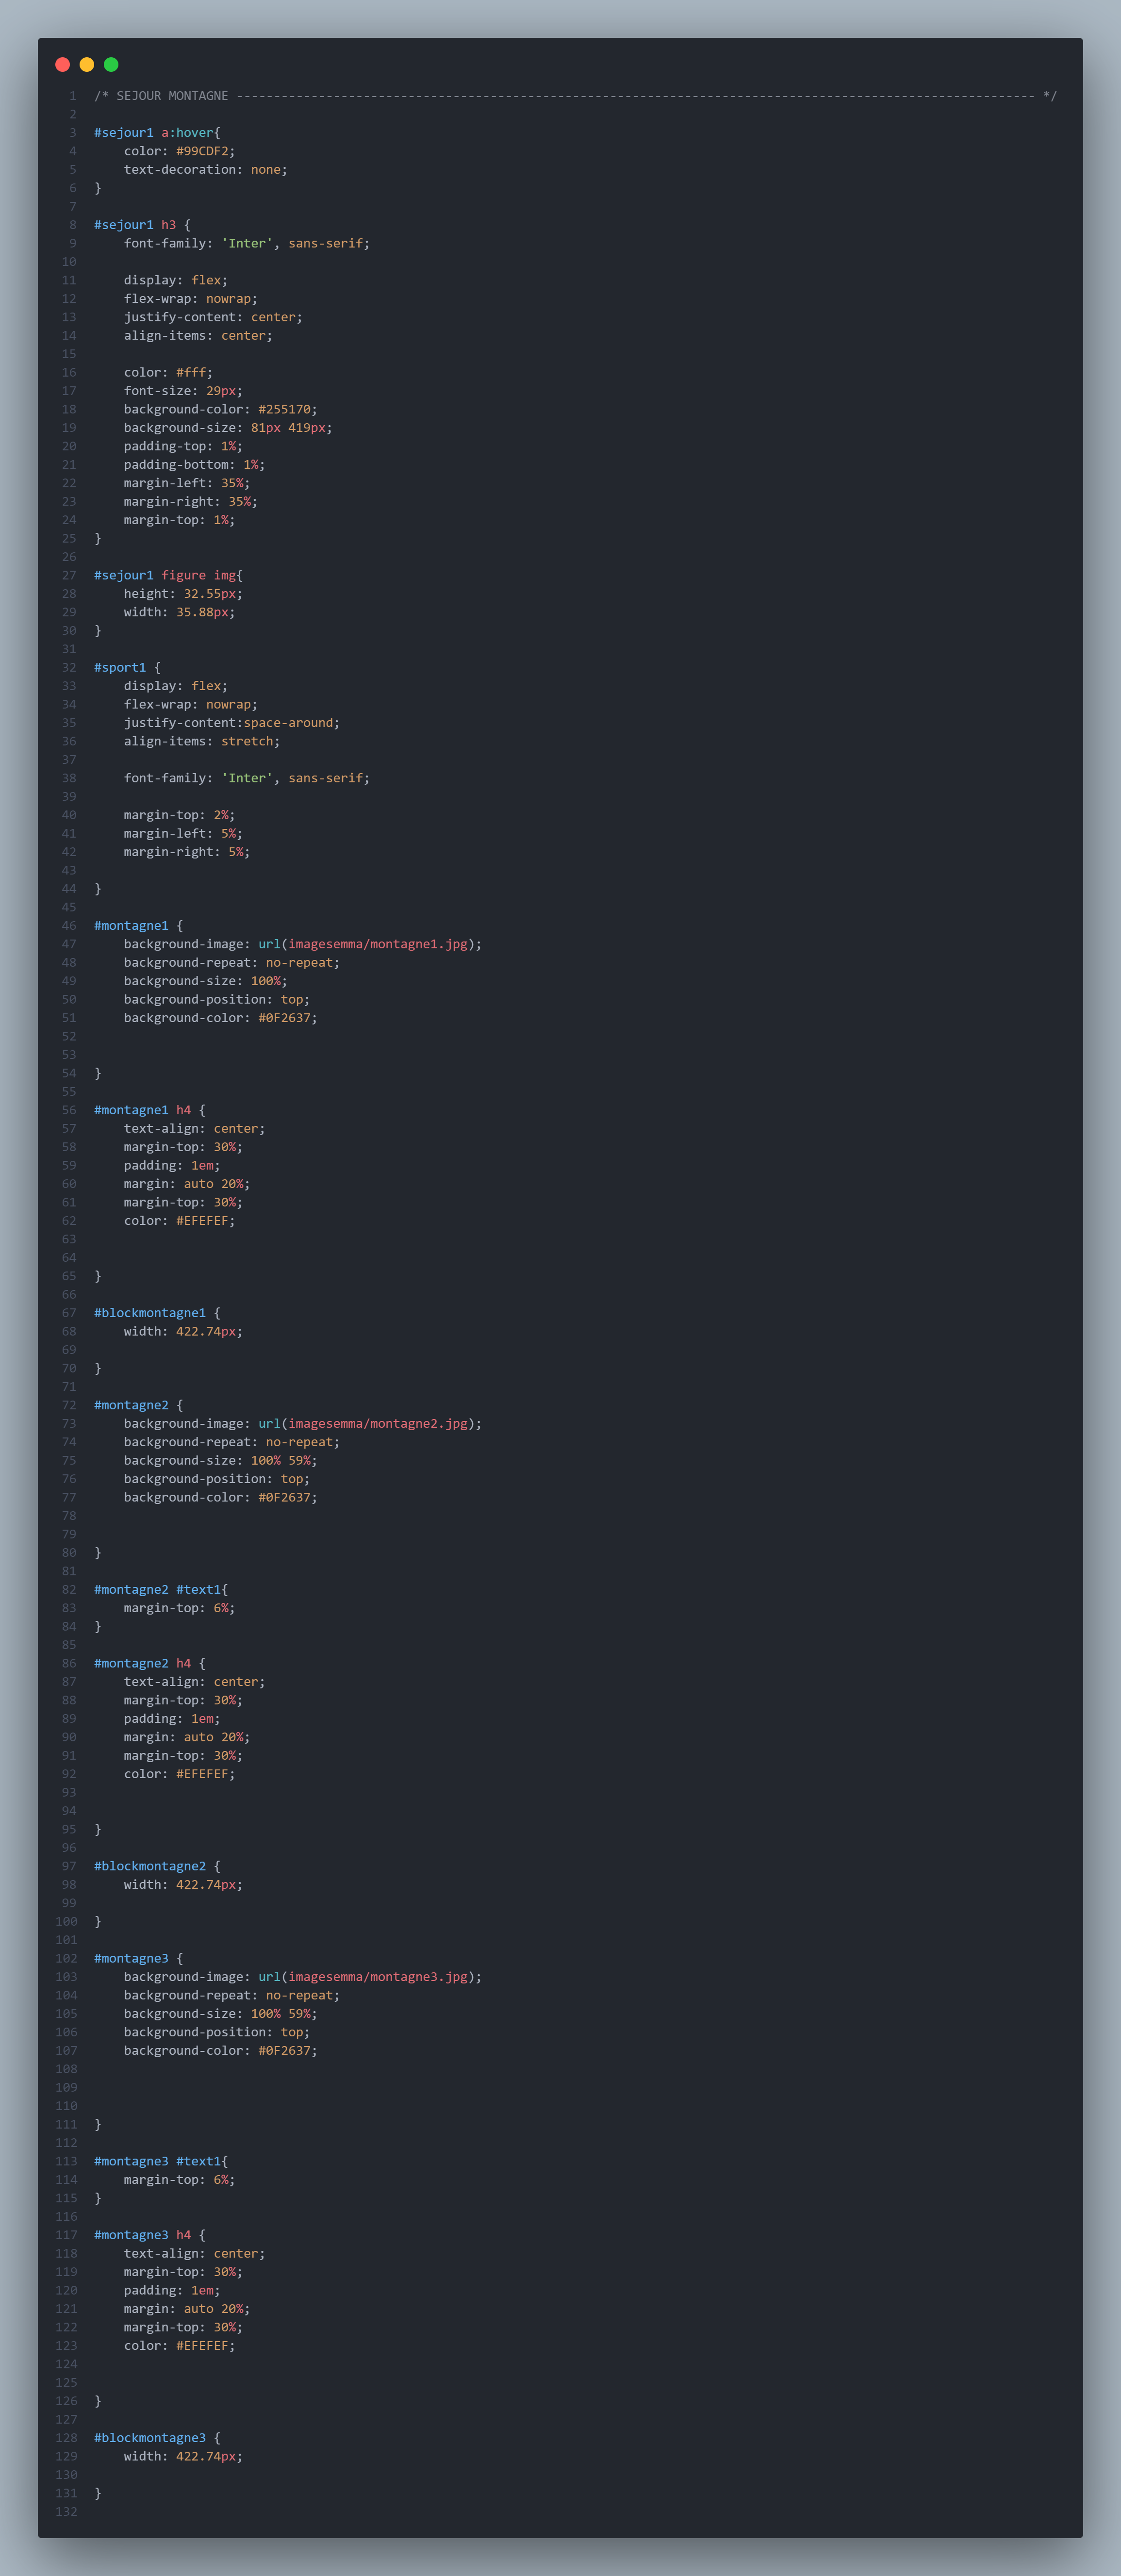 1 /* SEJOUR MONTAGNE ----------------------------------------------------------------------------------------------------------- */
2
3 #sejour1 a:hover{
4     color: #99CDF2;
5     text-decoration: none;
6 }
7
8 #sejour1 h3 {
9     font-family: 'Inter', sans-serif;
10
11     display: flex;
12     flex-wrap: nowrap;
13     justify-content: center;
14     align-items: center;
15
16     color: #fff;
17     font-size: 29px;
18     background-color: #255170;
19     background-size: 81px 419px;
20     padding-top: 1%;
21     padding-bottom: 1%;
22     margin-left: 35%;
23     margin-right: 35%;
24     margin-top: 1%;
25 }
26
27 #sejour1 figure img{
28     height: 32.55px;
29     width: 35.88px;
30 }
31
32 #sport1 {
33     display: flex;
34     flex-wrap: nowrap;
35     justify-content:space-around;
36     align-items: stretch;
37
38     font-family: 'Inter', sans-serif;
39
40     margin-top: 2%;
41     margin-left: 5%;
42     margin-right: 5%;
43
44 }
45
46 #montagne1 {
47     background-image: url(imagesemma/montagne1.jpg);
48     background-repeat: no-repeat;
49     background-size: 100%;
50     background-position: top;
51     background-color: #0F2637;
52
53
54 }
55
56 #montagne1 h4 {
57     text-align: center;
58     margin-top: 30%;
59     padding: 1em;
60     margin: auto 20%;
61     margin-top: 30%;
62     color: #EFEFEF;
63
64
65 }
66
67 #blockmontagne1 {
68     width: 422.74px;
69
70 }
71
72 #montagne2 {
73     background-image: url(imagesemma/montagne2.jpg);
74     background-repeat: no-repeat;
75     background-size: 100% 59%;
76     background-position: top;
77     background-color: #0F2637;
78
79
80 }
81
82 #montagne2 #text1{
83     margin-top: 6%;
84 }
85
86 #montagne2 h4 {
87     text-align: center;
88     margin-top: 30%;
89     padding: 1em;
90     margin: auto 20%;
91     margin-top: 30%;
92     color: #EFEFEF;
93
94
95 }
96
97 #blockmontagne2 {
98     width: 422.74px;
99
100 }
101
102 #montagne3 {
103     background-image: url(imagesemma/montagne3.jpg);
104     background-repeat: no-repeat;
105     background-size: 100% 59%;
106     background-position: top;
107     background-color: #0F2637;
108
109
110
111 }
112
113 #montagne3 #text1{
114     margin-top: 6%;
115 }
116
117 #montagne3 h4 {
118     text-align: center;
119     margin-top: 30%;
120     padding: 1em;
121     margin: auto 20%;
122     margin-top: 30%;
123     color: #EFEFEF;
124
125
126 }
127
128 #blockmontagne3 {
129     width: 422.74px;
130
131 }
132